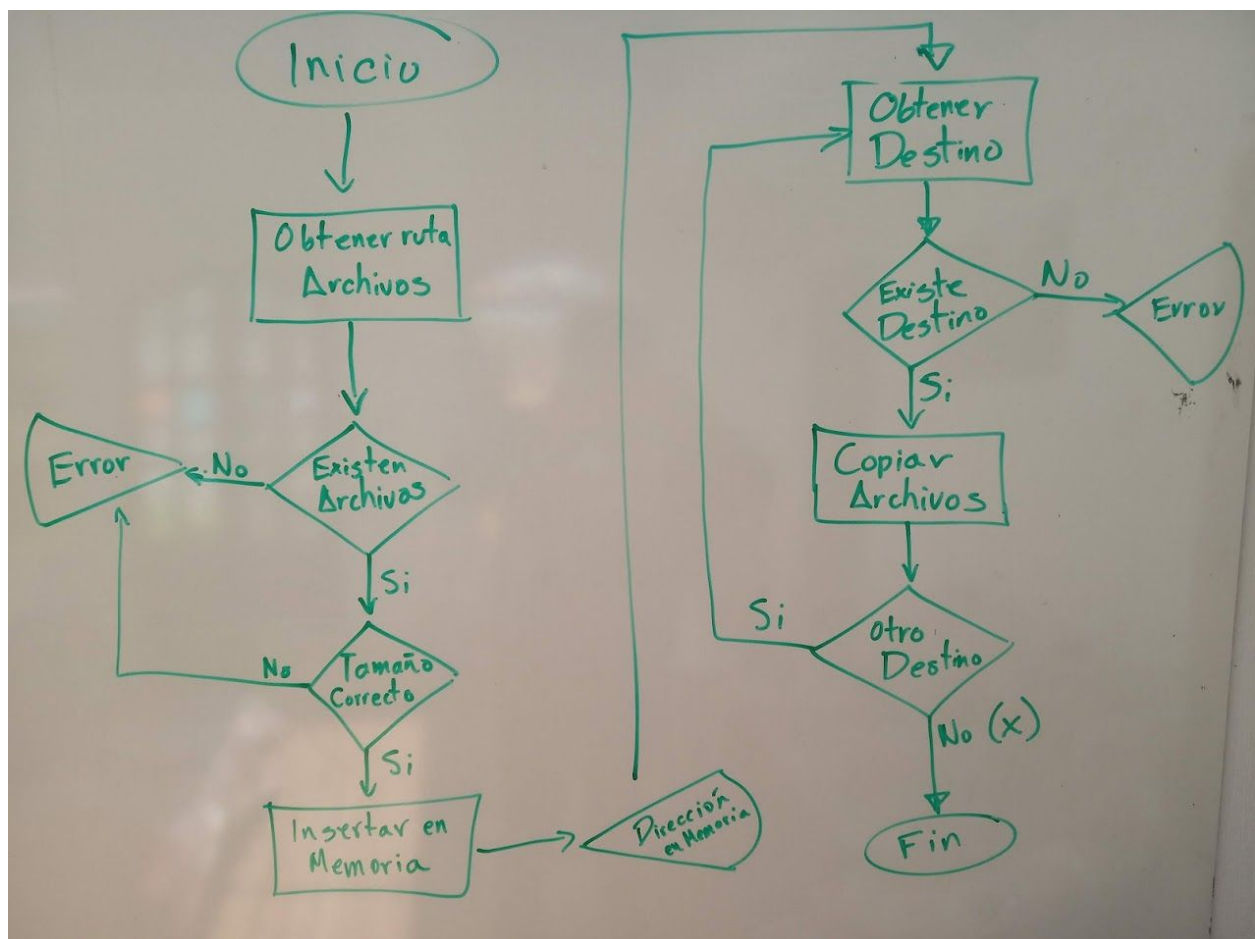 Inicio
Obtener ruta
Archivos
Existen
Archivos
No
Error
Si
Tamaño
Correcto
No
Si
Insertar en
Memoria
Dirección
en Memoria
Obtener
Destino
Existe
Destino
No
Error
Si
Copiar
Archivos
Otro
Destino
Si
No (x)
Fin